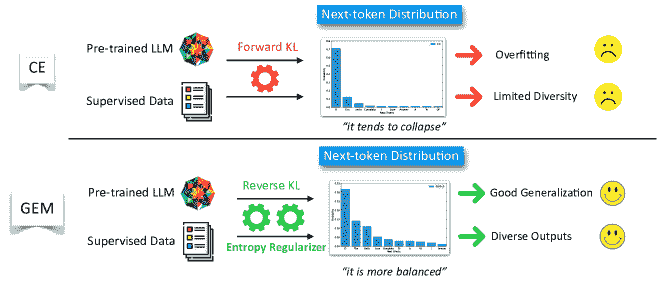 Next-token Distribution
Pre-trained LLM
Forward KL
Overfitting
CE
Supervised Data
Limited Diversity
“it tends to collapse”
Next-token Distribution
Pre-trained LLM
Reverse KL
Good Generalization
GEM
Supervised Data
Entropy Regularizer
Diverse Outputs
“it is more balanced”